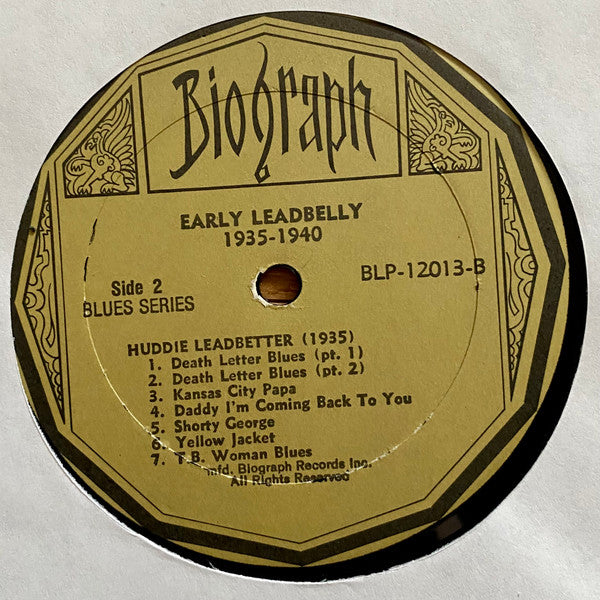 Biograph
EARLY LEADBELLY
1935-1940
Side 2
BLUES SERIES
BLP-12013-B
HUDDIE LEADBETTER (1935)
1. Death Letter Blues (pt. 1)
2. Death Letter Blues (pt. 2)
3. Kansas City Papa
4. Daddy I'm Coming Back To You
5. Shorty George
6. Yellow Jacket
7. T.B. Woman Blues
mfd. Biograph Records Inc.
All Rights Reserved